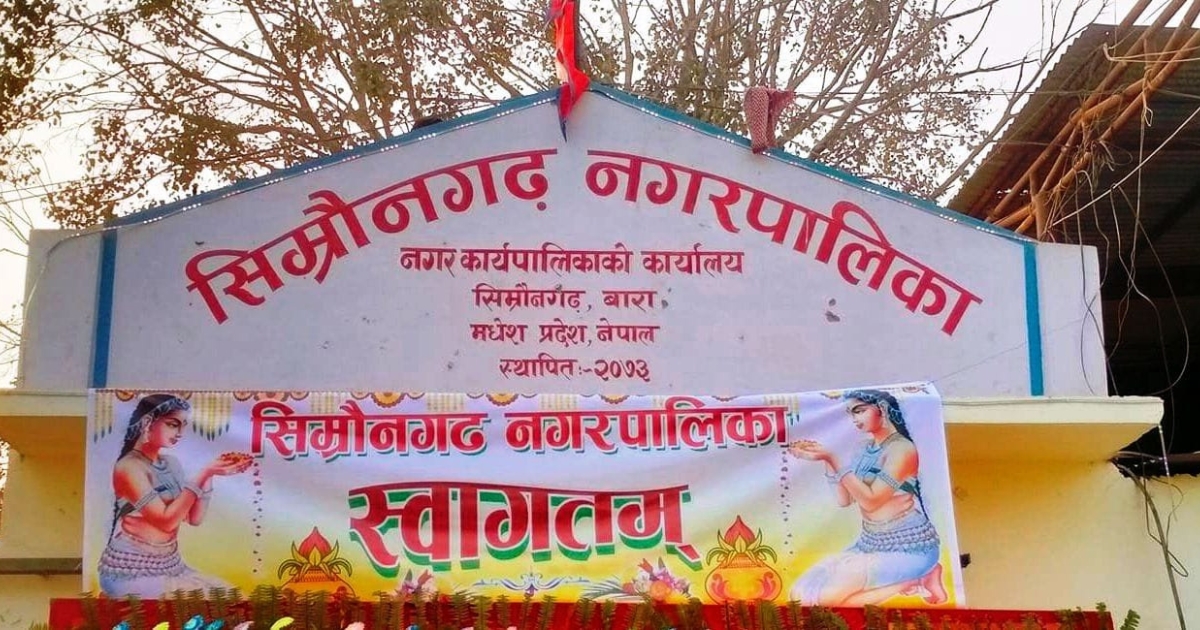 सिम्रौनगढ़ नगरपालिका
नगर कार्यपालिकाको कार्यालय
सिम्रौनगढ़, बारा
मधेश प्रदेश, नेपाल
स्थापित:-२०७३
सिम्रौनगढ नगरपालिका
स्वागतम्